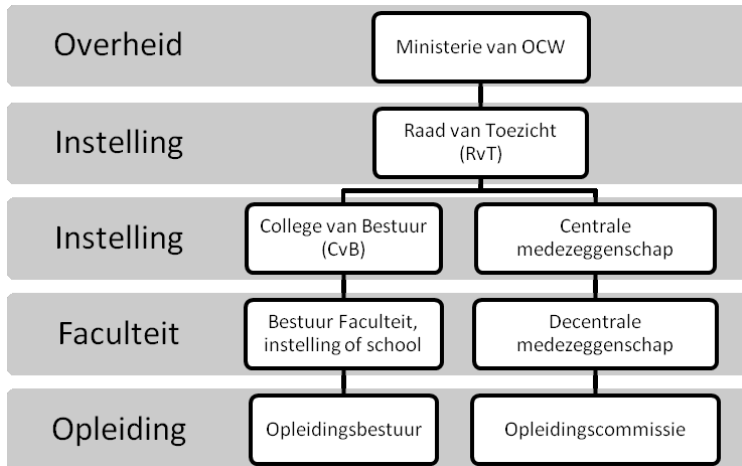 Overheid
Ministerie van OCW
Instelling
Raad van Toezicht
(RvT)
Instelling
College van Bestuur
(CvB)
Centrale
medezeggenschap
Faculteit
Bestuur Faculteit,
instelling of school
Decentrale
medezeggenschap
Opleiding
Opleidingsbestuur
Opleidingscommissie